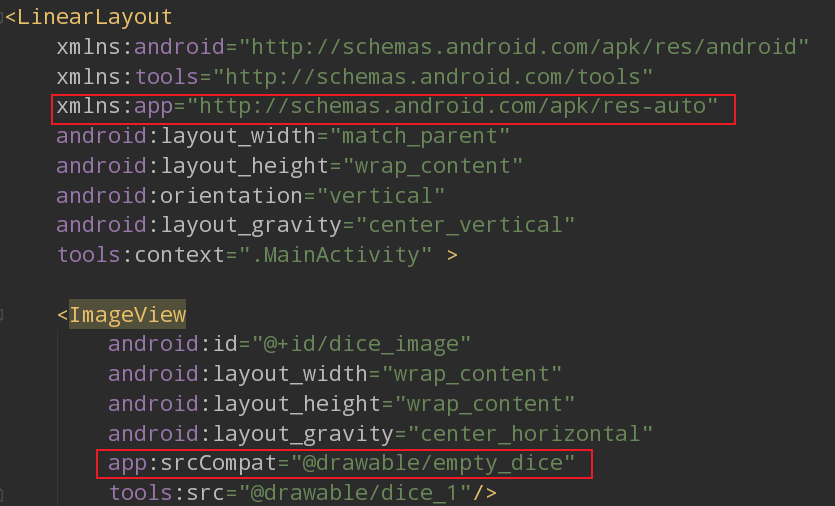 <LinearLayout
xmlns:android="http://schemas.android.com/apk/res/android"
xmlns:tools="http://schemas.android.com/tools"
xmlns:app="http://schemas.android.com/apk/res-auto"
android:layout_width="match_parent"
android:layout_height="wrap_content"
android:orientation="vertical"
android:layout_gravity="center_vertical"
tools:context=".MainActivity" >
<ImageView
android:id="@+id/dice_image"
android:layout_width="wrap_content"
android:layout_height="wrap_content"
android:layout_gravity="center_horizontal"
app:srcCompat="@drawable/empty_dice"
tools:src="@drawable/dice_1"/>